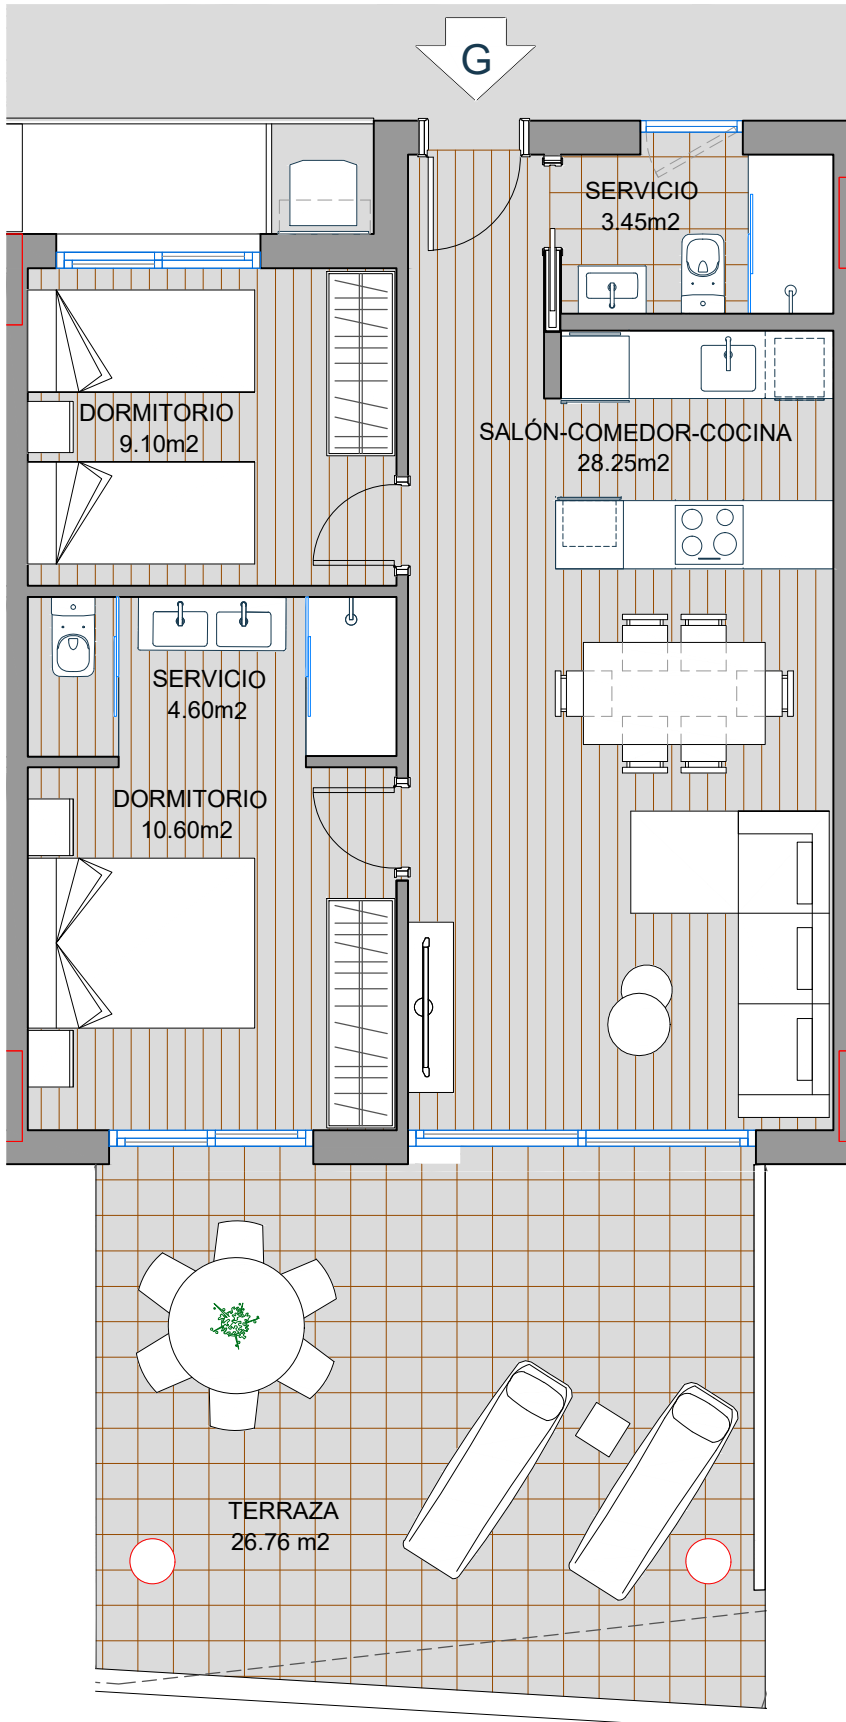 G
SERVICIO
3.45m2
DORMITORIO
9.10m2
SALÓN-COMEDOR-COCINA
28.25m2
SERVICIO
4.60m2
DORMITORIO
10.60m2
TERRAZA
26.76 m2